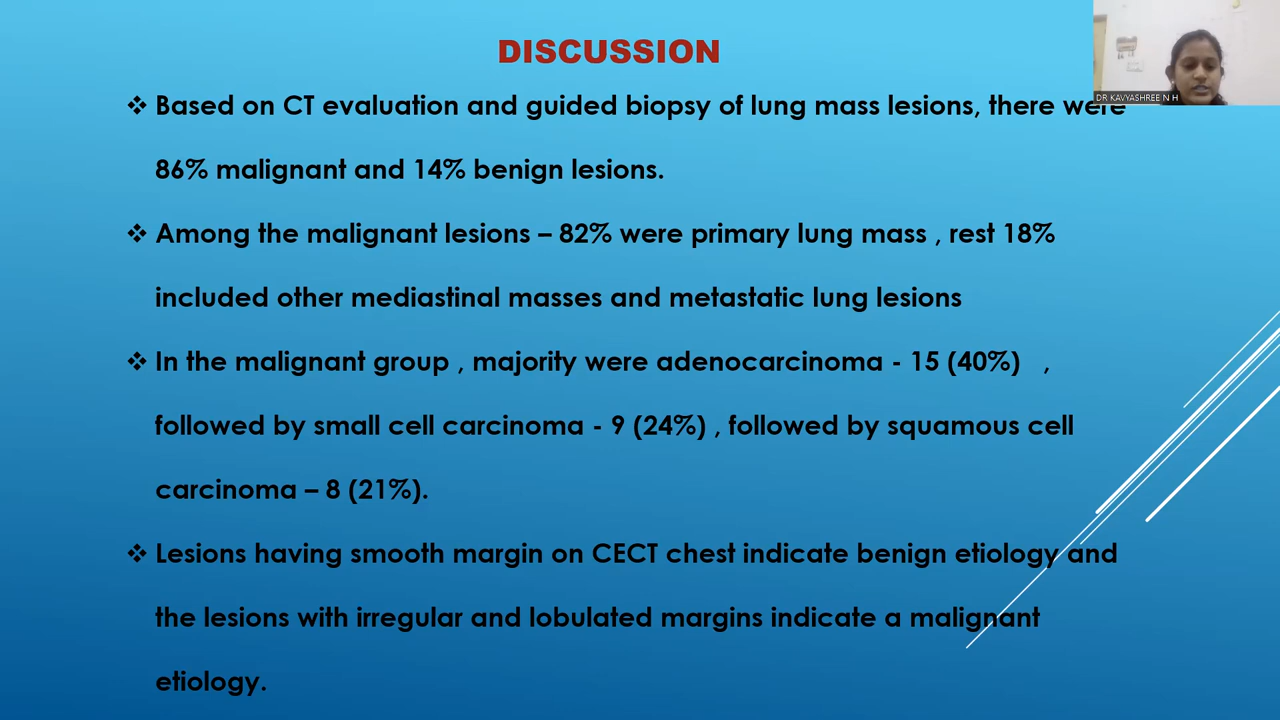 DISCUSSION
❖ Based on CT evaluation and guided biopsy of lung mass lesions, there were
86% malignant and 14% benign lesions.
❖ Among the malignant lesions – 82% were primary lung mass , rest 18%
included other mediastinal masses and metastatic lung lesions
❖ In the malignant group , majority were adenocarcinoma - 15 (40%) ,
followed by small cell carcinoma - 9 (24%) , followed by squamous cell
carcinoma – 8 (21%).
❖ Lesions having smooth margin on CECT chest indicate benign etiology and
the lesions with irregular and lobulated margins indicate a malignant
etiology.
DR KAVYASHREE N H